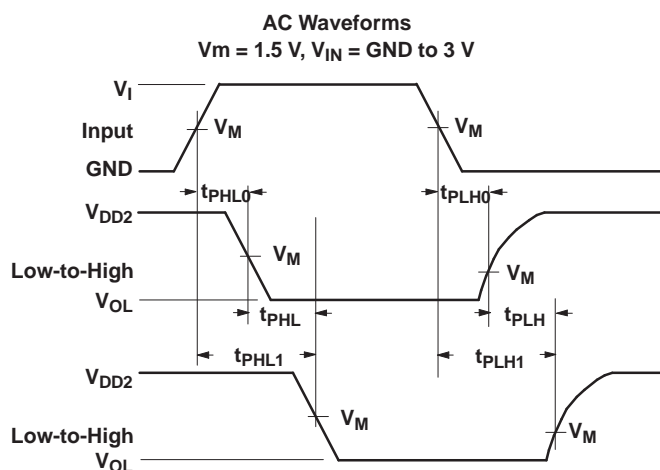 AC Waveforms
Vm = 1.5 V, VIN = GND to 3 V
VI
Input
VM
VM
GND
tPHL0
tPLH0
VDD2
Low-to-High
VM
VM
VOL
tPHL
tPLH
tPHL1
tPLH1
VDD2
Low-to-High
VM
VM
VOL